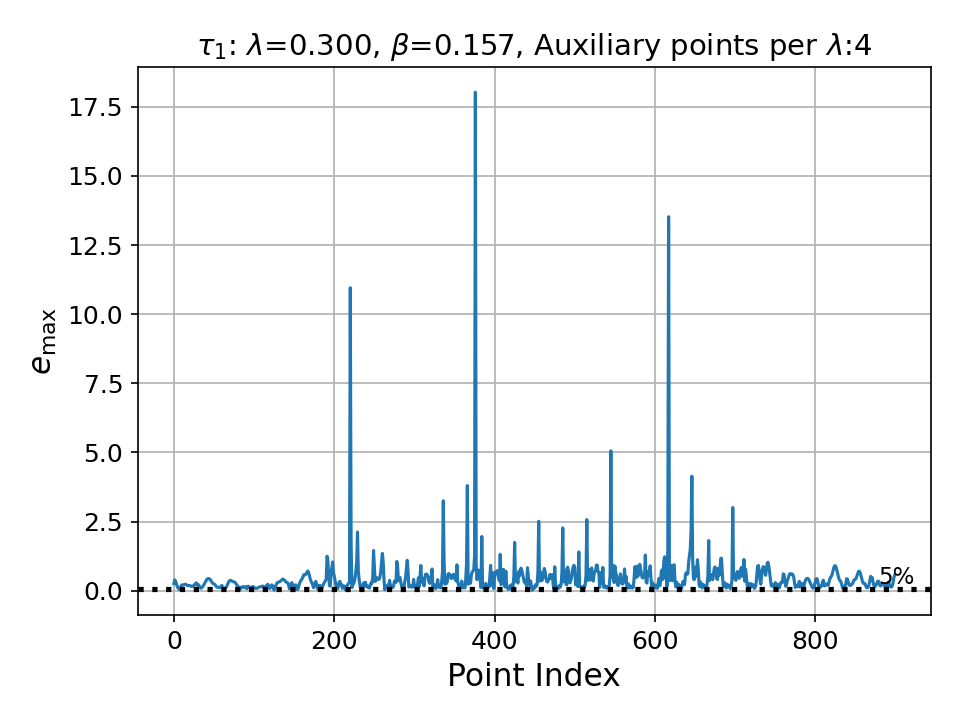 τ₁: λ=0.300, β=0.157, Auxiliary points per λ:4
17.5
15.0
12.5
10.0
7.5
5.0
2.5
0.0
e_max
5%
0 200 400 600 800
Point Index